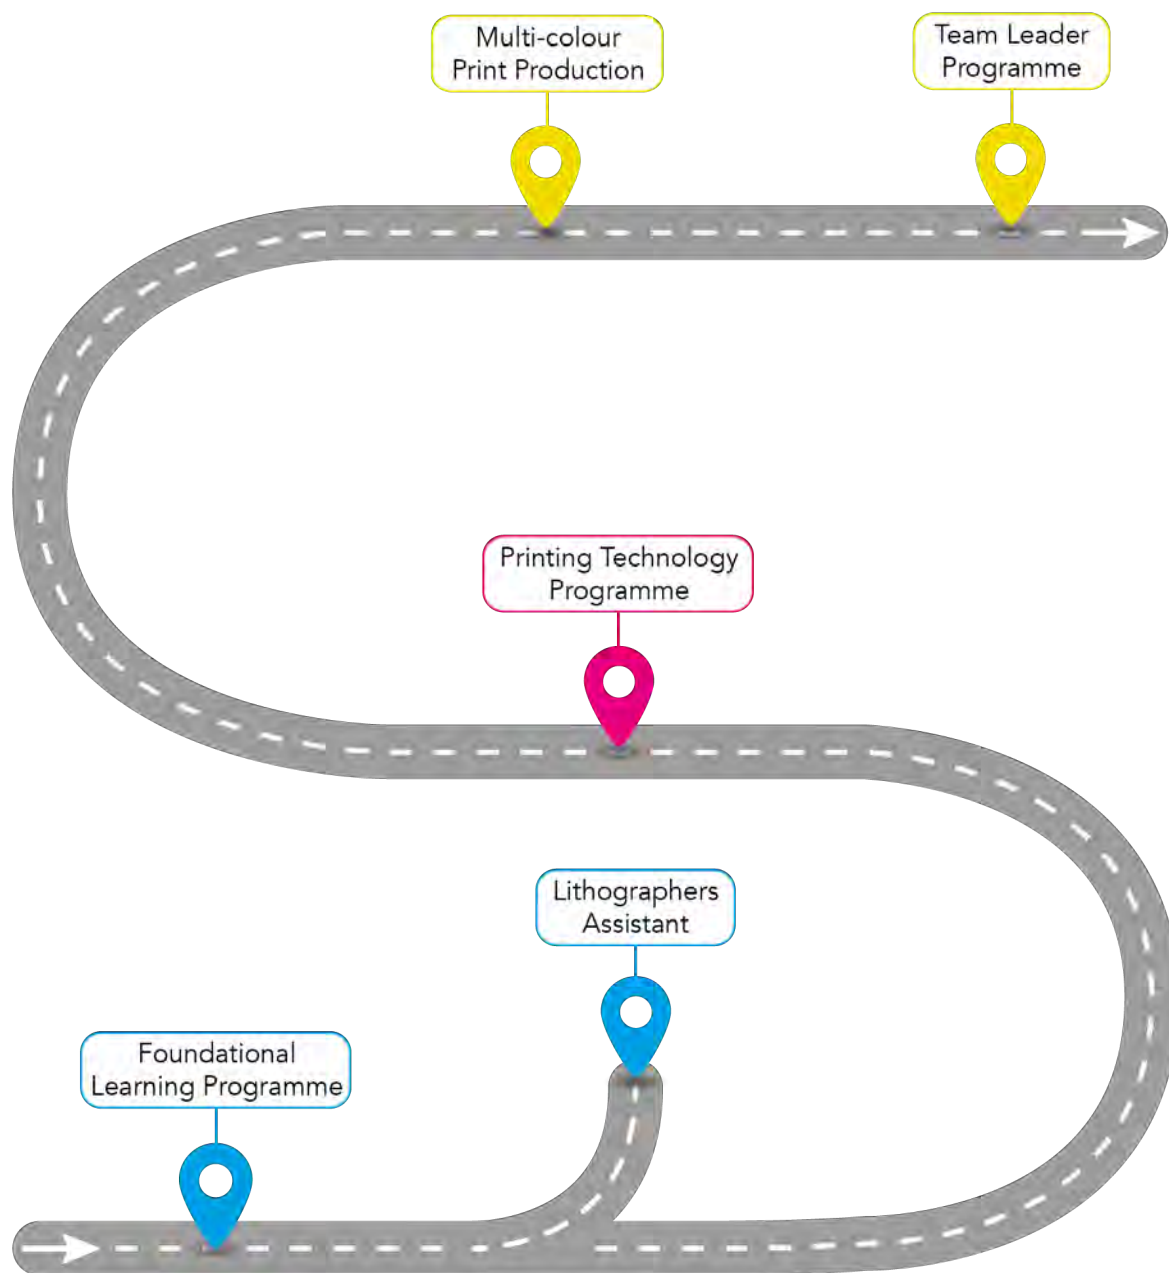 Multi-colour
Print Production
Team Leader
Programme
Printing Technology
Programme
Lithographers
Assistant
Foundational
Learning Programme